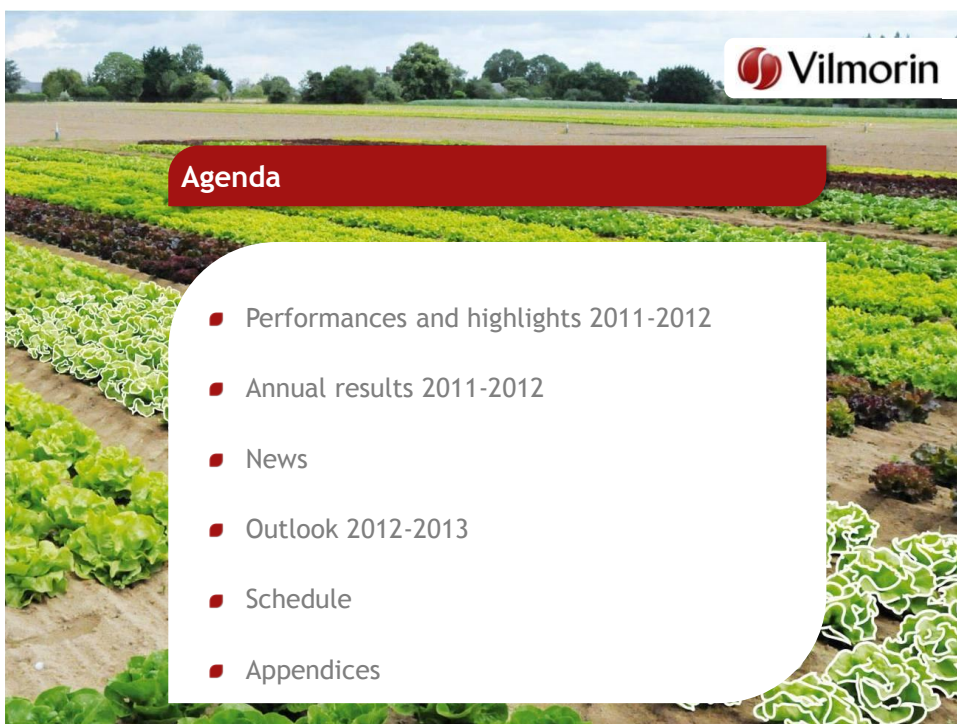 Vilmorin
Agenda
Performances and highlights 2011-2012
Annual results 2011-2012
News
Outlook 2012-2013
Schedule
Appendices